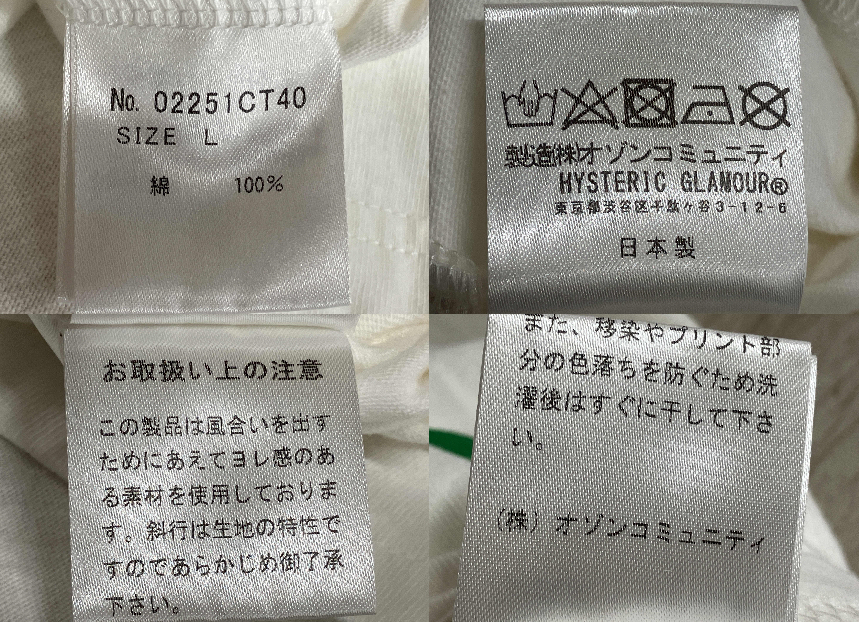 No. 02251CT40
SIZE L
綿 100%
製造㈱オゾンコミュニティ
HYSTERIC GLAMOUR®
東京都渋谷区千駄ヶ谷3-12-6
日本製
お取扱い上の注意
この製品は風合いを出す
ためにあえてヨレ感のあ
る素材を使用しておりま
す。斜行は生地の特性で
すのであらかじめ御了承
下さい。
また、移染やプリント部
分の色落ちを防ぐため洗
濯後はすぐに干して下さ
い。
(株) オゾンコミュニティ